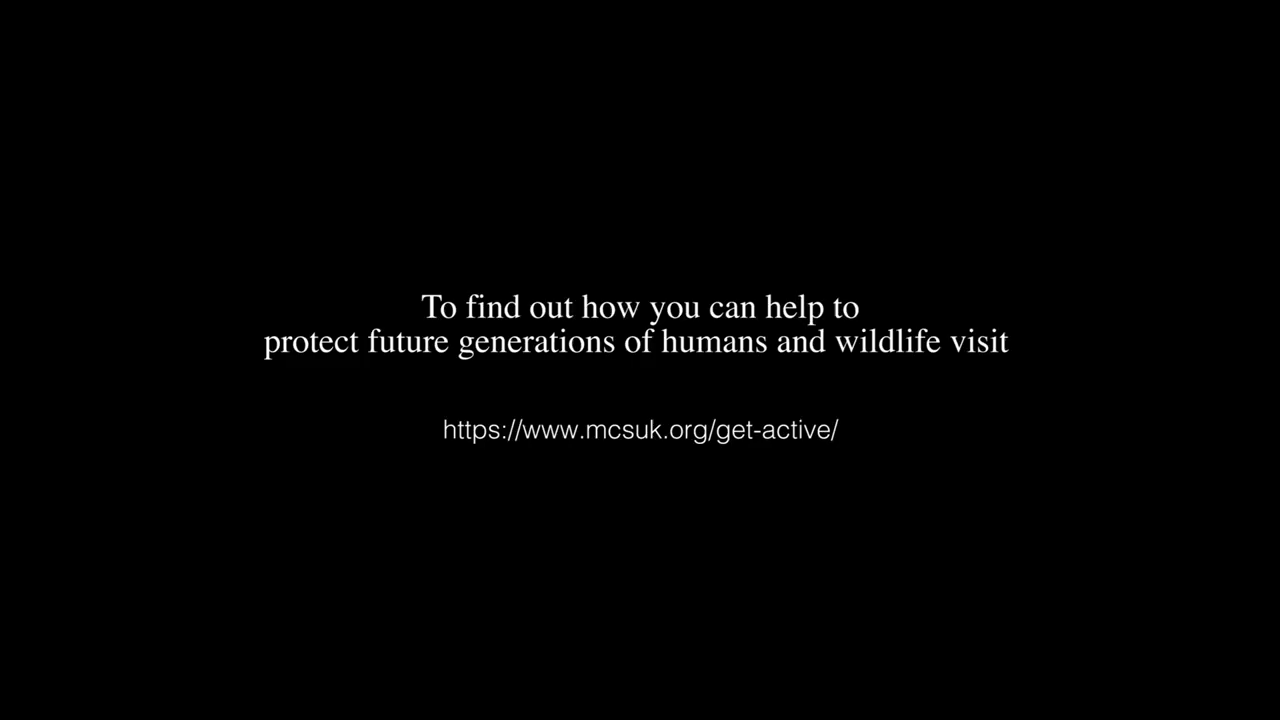 To find out how you can help to
protect future generations of humans and wildlife visit
https://www.mcsuk.org/get-active/